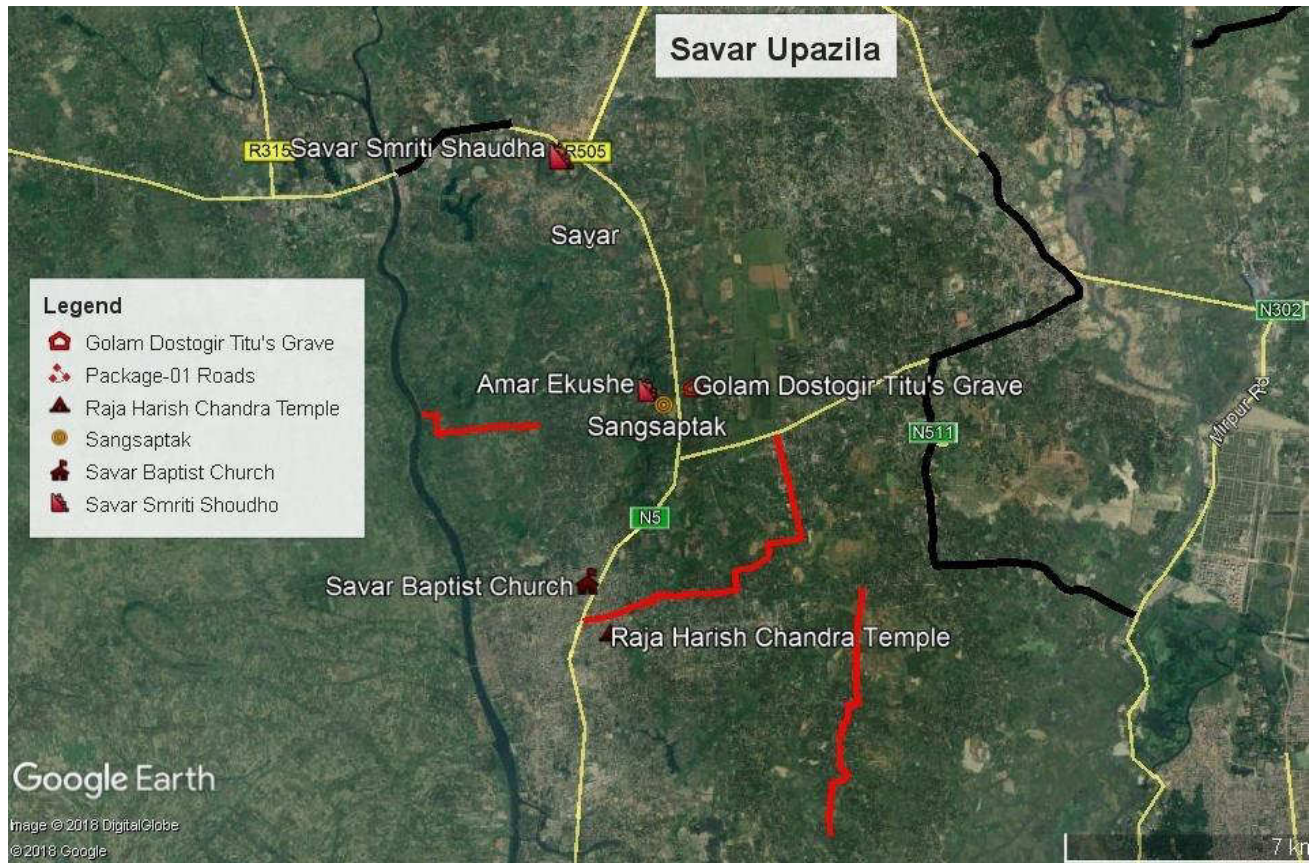 Savar Upazila
R315
Savar Smriti Shaudha
R505
Savar
Legend
Golam Dostogir Titu's Grave
Package-01 Roads
Raja Harish Chandra Temple
Sangsaptak
Savar Baptist Church
Savar Smriti Shoudho
N302
Amar Ekushe
Golam Dostogir Titu's Grave
Sangsaptak
N511
Mirpur Rd
N5
Savar Baptist Church
Raja Harish Chandra Temple
Google Earth
Image © 2018 DigitalGlobe
© 2018 Google
7 km